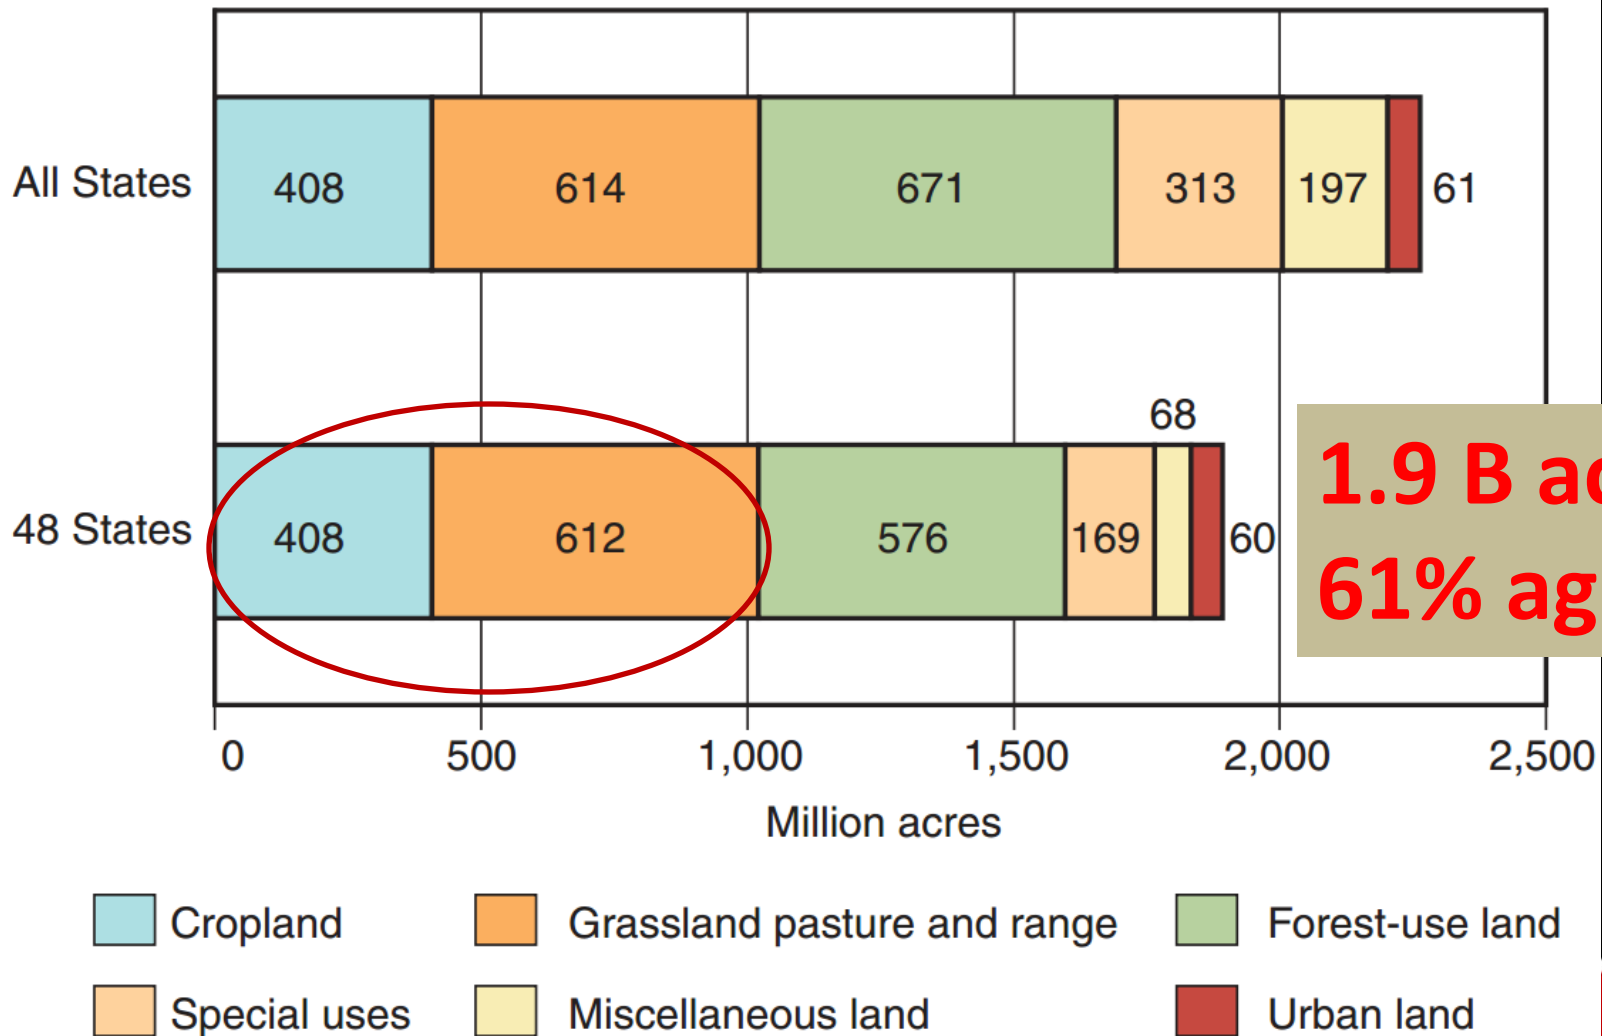 All States 408 614 671 313 197 61
68
48 States 408 612 576 169 60
1.9 B
61% ag
0 500 1,000 1,500 2,000 2,500
Million acres
Cropland Grassland pasture and range Forest-use land
Special uses Miscellaneous land Urban land